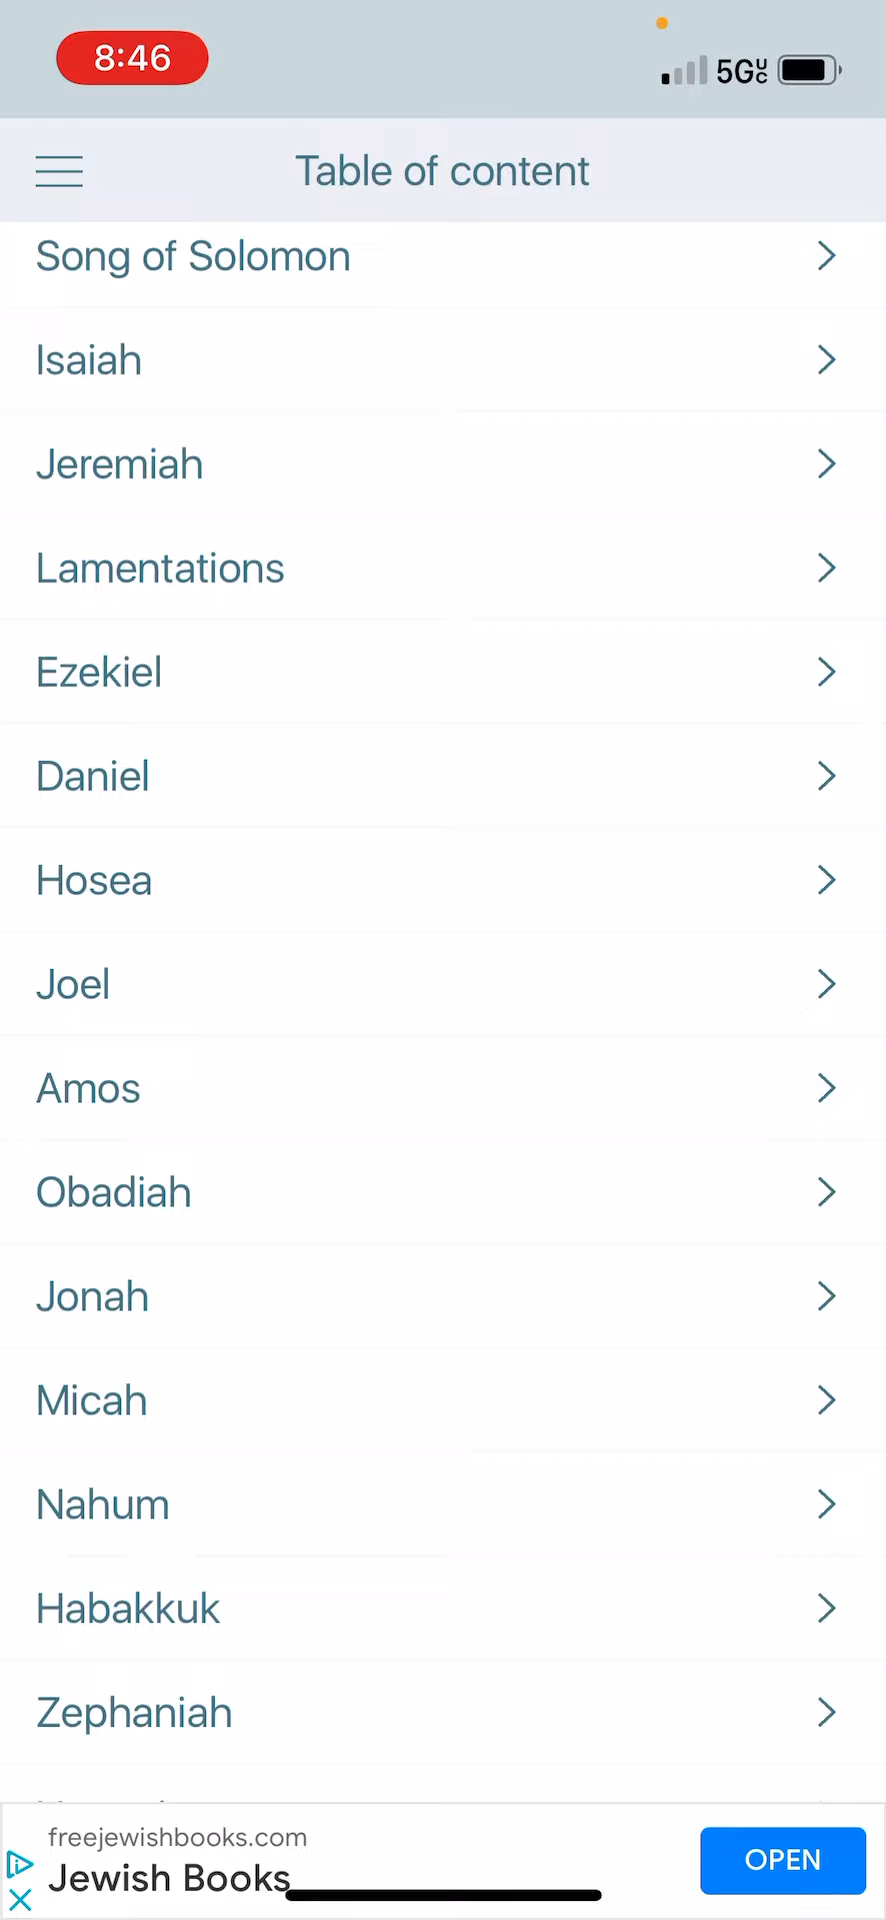 8:46
5G UC
Table of content
Song of Solomon
Isaiah
Jeremiah
Lamentations
Ezekiel
Daniel
Hosea
Joel
Amos
Obadiah
Jonah
Micah
Nahum
Habakkuk
Zephaniah
freejewishbooks.com
Jewish Books
OPEN